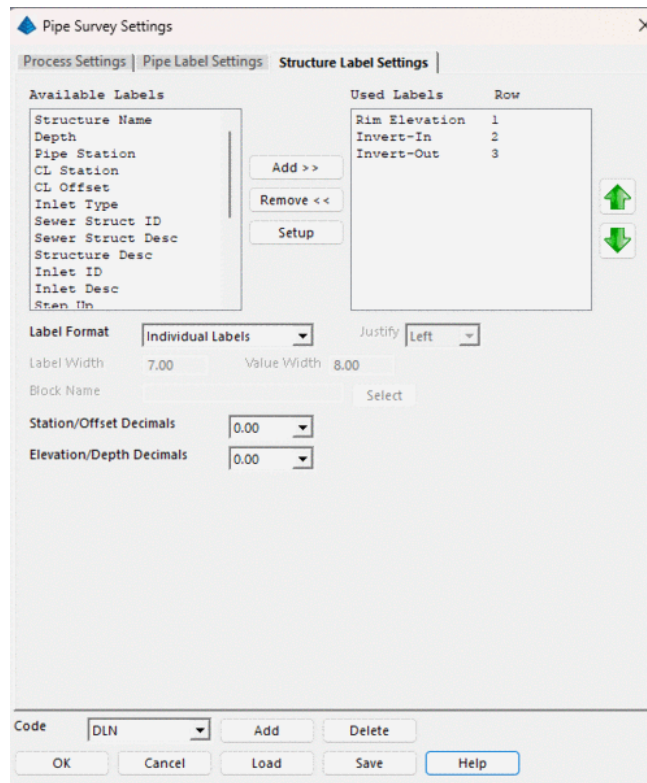 Pipe Survey Settings
Process Settings Pipe Label Settings Structure Label Settings
Available Labels
Structure Name
Depth
Pipe Station
CL Station
CL Offset
Inlet Type
Sewer Struct ID
Sewer Struct Desc
Structure Desc
Inlet ID
Inlet Desc
Step Up
Add >>
Remove <<
Setup
Used Labels Row
Rim Elevation 1
Invert-In 2
Invert-Out 3
Label Format Individual Labels Justify Left
Label Width 7.00 Value Width 8.00
Block Name Select
Station/Offset Decimals 0.00
Elevation/Depth Decimals 0.00
Code DLN Add Delete
OK Cancel Load Save Help